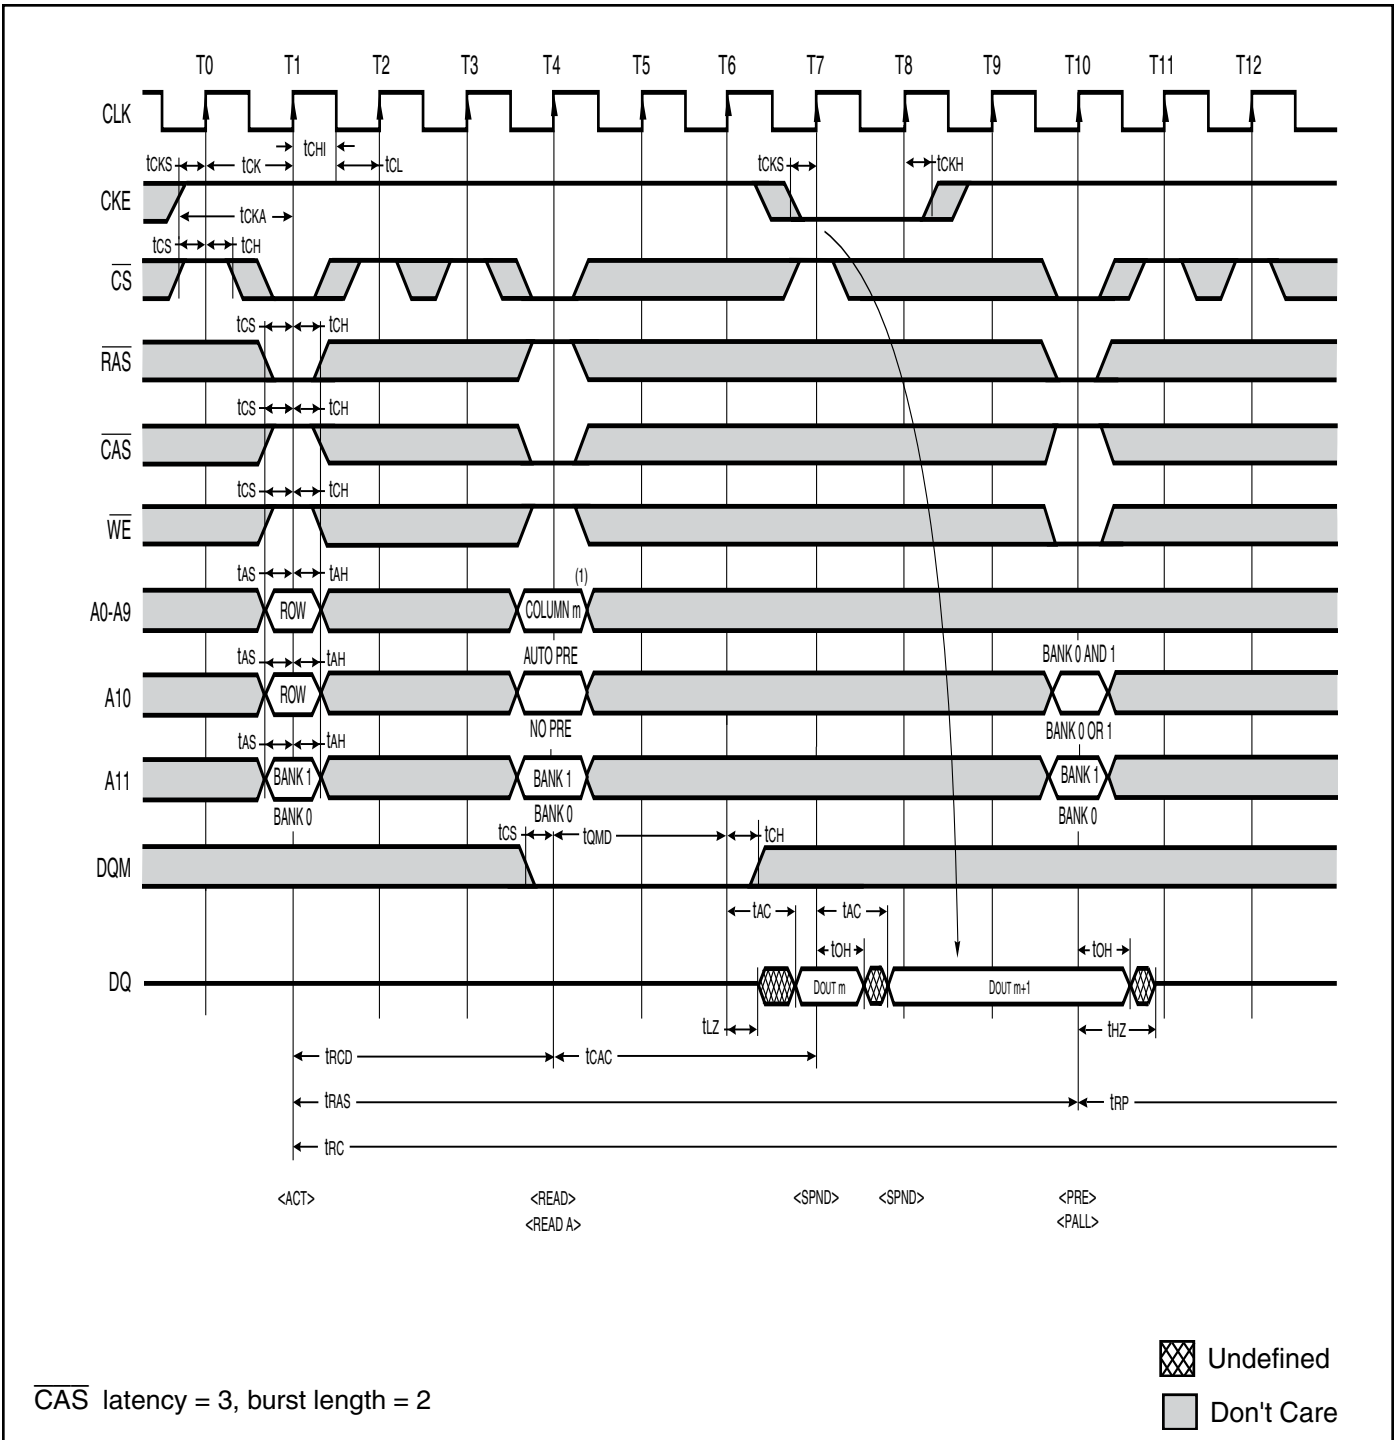 T0 T1 T2 T3 T4 T5 T6 T7 T8 T9 T10 T11 T12
CLK
tCHI
tCKS tCK tCL tCKS tCKH
CKE
tCKA
tCS tCH
CS
tCS tCH
RAS
tCS tCH
CAS
tCS tCH
WE
tAS tAH (1)
A0-A9 ROW COLUMN m
tAS tAH AUTO PRE BANK 0 AND 1
A10 ROW
NO PRE BANK 0 OR 1
tAS tAH
A11 BANK 1 BANK 1 BANK 1
BANK 0 BANK 0 BANK 0
tCS tQMD tCH
DQM
tAC tAC
tOH tOH
DQ DOUT m DOUT m+1
tLZ tHZ
tRCD tCAC
tRAS tRP
tRC
<ACT> <READ> <SPND> <SPND> <PRE>
<READ A> <PALL>
Undefined
CAS latency = 3, burst length = 2
Don't Care